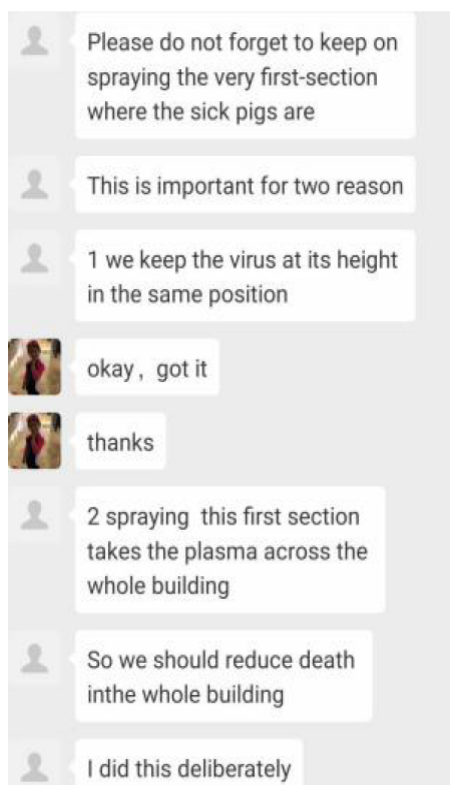 Please do not forget to keep on
spraying the very first-section
where the sick pigs are
This is important for two reason
1 we keep the virus at its height
in the same position
okay, got it
thanks
2 spraying this first section
takes the plasma across the
whole building
So we should reduce death
inthe whole building
I did this deliberately